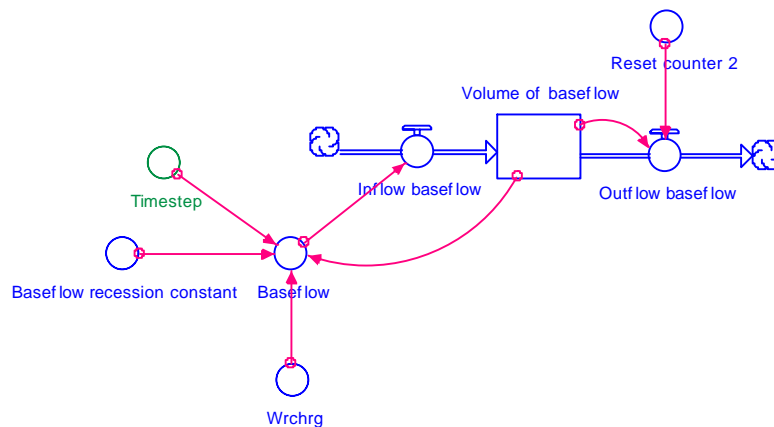 Reset counter 2
Volume of baseflow
Inflow baseflow
Outflow baseflow
Timestep
Baseflow recession constant
Baseflow
Wrchrg